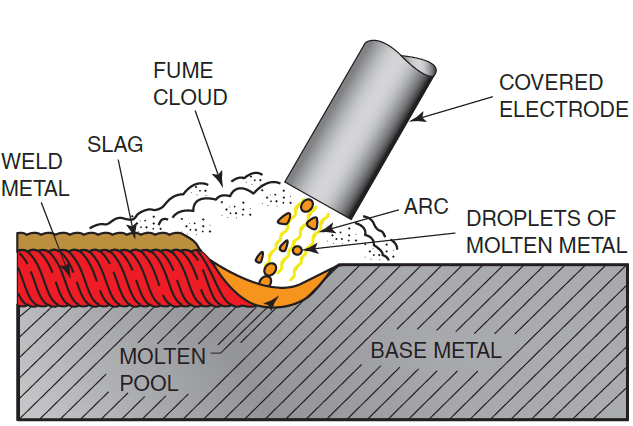 FUME
CLOUD
COVERED
ELECTRODE
SLAG
WELD
METAL
ARC
DROPLETS OF
MOLTEN METAL
MOLTEN
POOL
BASE METAL